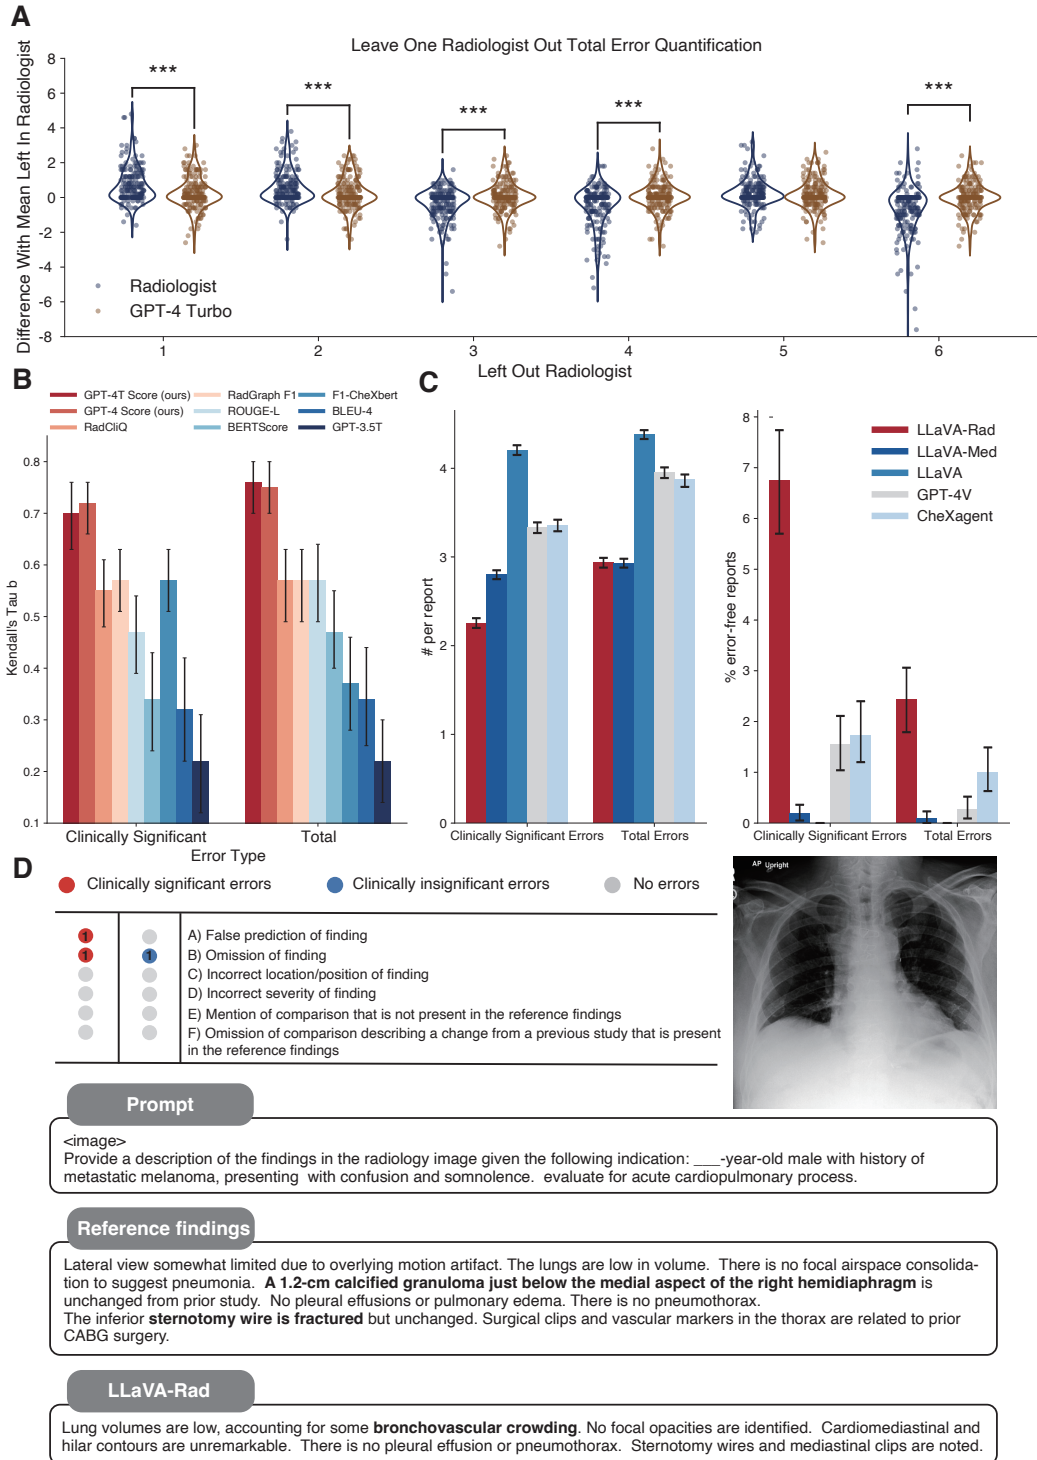 A
Leave One Radiologist Out Total Error Quantification
Difference With Mean Left In Radiologist
8
6
4
2
0
-2
-4
-6
-8
***
***
***
***
***
Radiologist
GPT-4 Turbo
1
2
3
4
5
6
Left Out Radiologist
B
GPT-4T Score (ours)
GPT-4 Score (ours)
RadCliQ
RadGraph F1
ROUGE-L
BERTScore
F1-CheXbert
BLEU-4
GPT-3.5T
Kendall's Tau b
0.8
0.7
0.6
0.5
0.4
0.3
0.2
0.1
Clinically Significant
Total
Error Type
C
# per report
4
3
2
1
0
Clinically Significant Errors
Total Errors
% error-free reports
8
7
6
5
4
3
2
1
0
LLaVA-Rad
LLaVA-Med
LLaVA
GPT-4V
CheXagent
Clinically Significant Errors
Total Errors
D
Clinically significant errors
Clinically insignificant errors
No errors
1
A) False prediction of finding
1
1
B) Omission of finding
C) Incorrect location/position of finding
D) Incorrect severity of finding
E) Mention of comparison that is not present in the reference findings
F) Omission of comparison describing a change from a previous study that is present
in the reference findings
AP Upright
Prompt
<image>
Provide a description of the findings in the radiology image given the following indication: ___-year-old male with history of
metastatic melanoma, presenting with confusion and somnolence. evaluate for acute cardiopulmonary process.
Reference findings
Lateral view somewhat limited due to overlying motion artifact. The lungs are low in volume. There is no focal airspace consolida-
tion to suggest pneumonia. A 1.2-cm calcified granuloma just below the medial aspect of the right hemidiaphragm is
unchanged from prior study. No pleural effusions or pulmonary edema. There is no pneumothorax.
The inferior sternotomy wire is fractured but unchanged. Surgical clips and vascular markers in the thorax are related to prior
CABG surgery.
LLaVA-Rad
Lung volumes are low, accounting for some bronchovascular crowding. No focal opacities are identified. Cardiomediastinal and
hilar contours are unremarkable. There is no pleural effusion or pneumothorax. Sternotomy wires and mediastinal clips are noted.